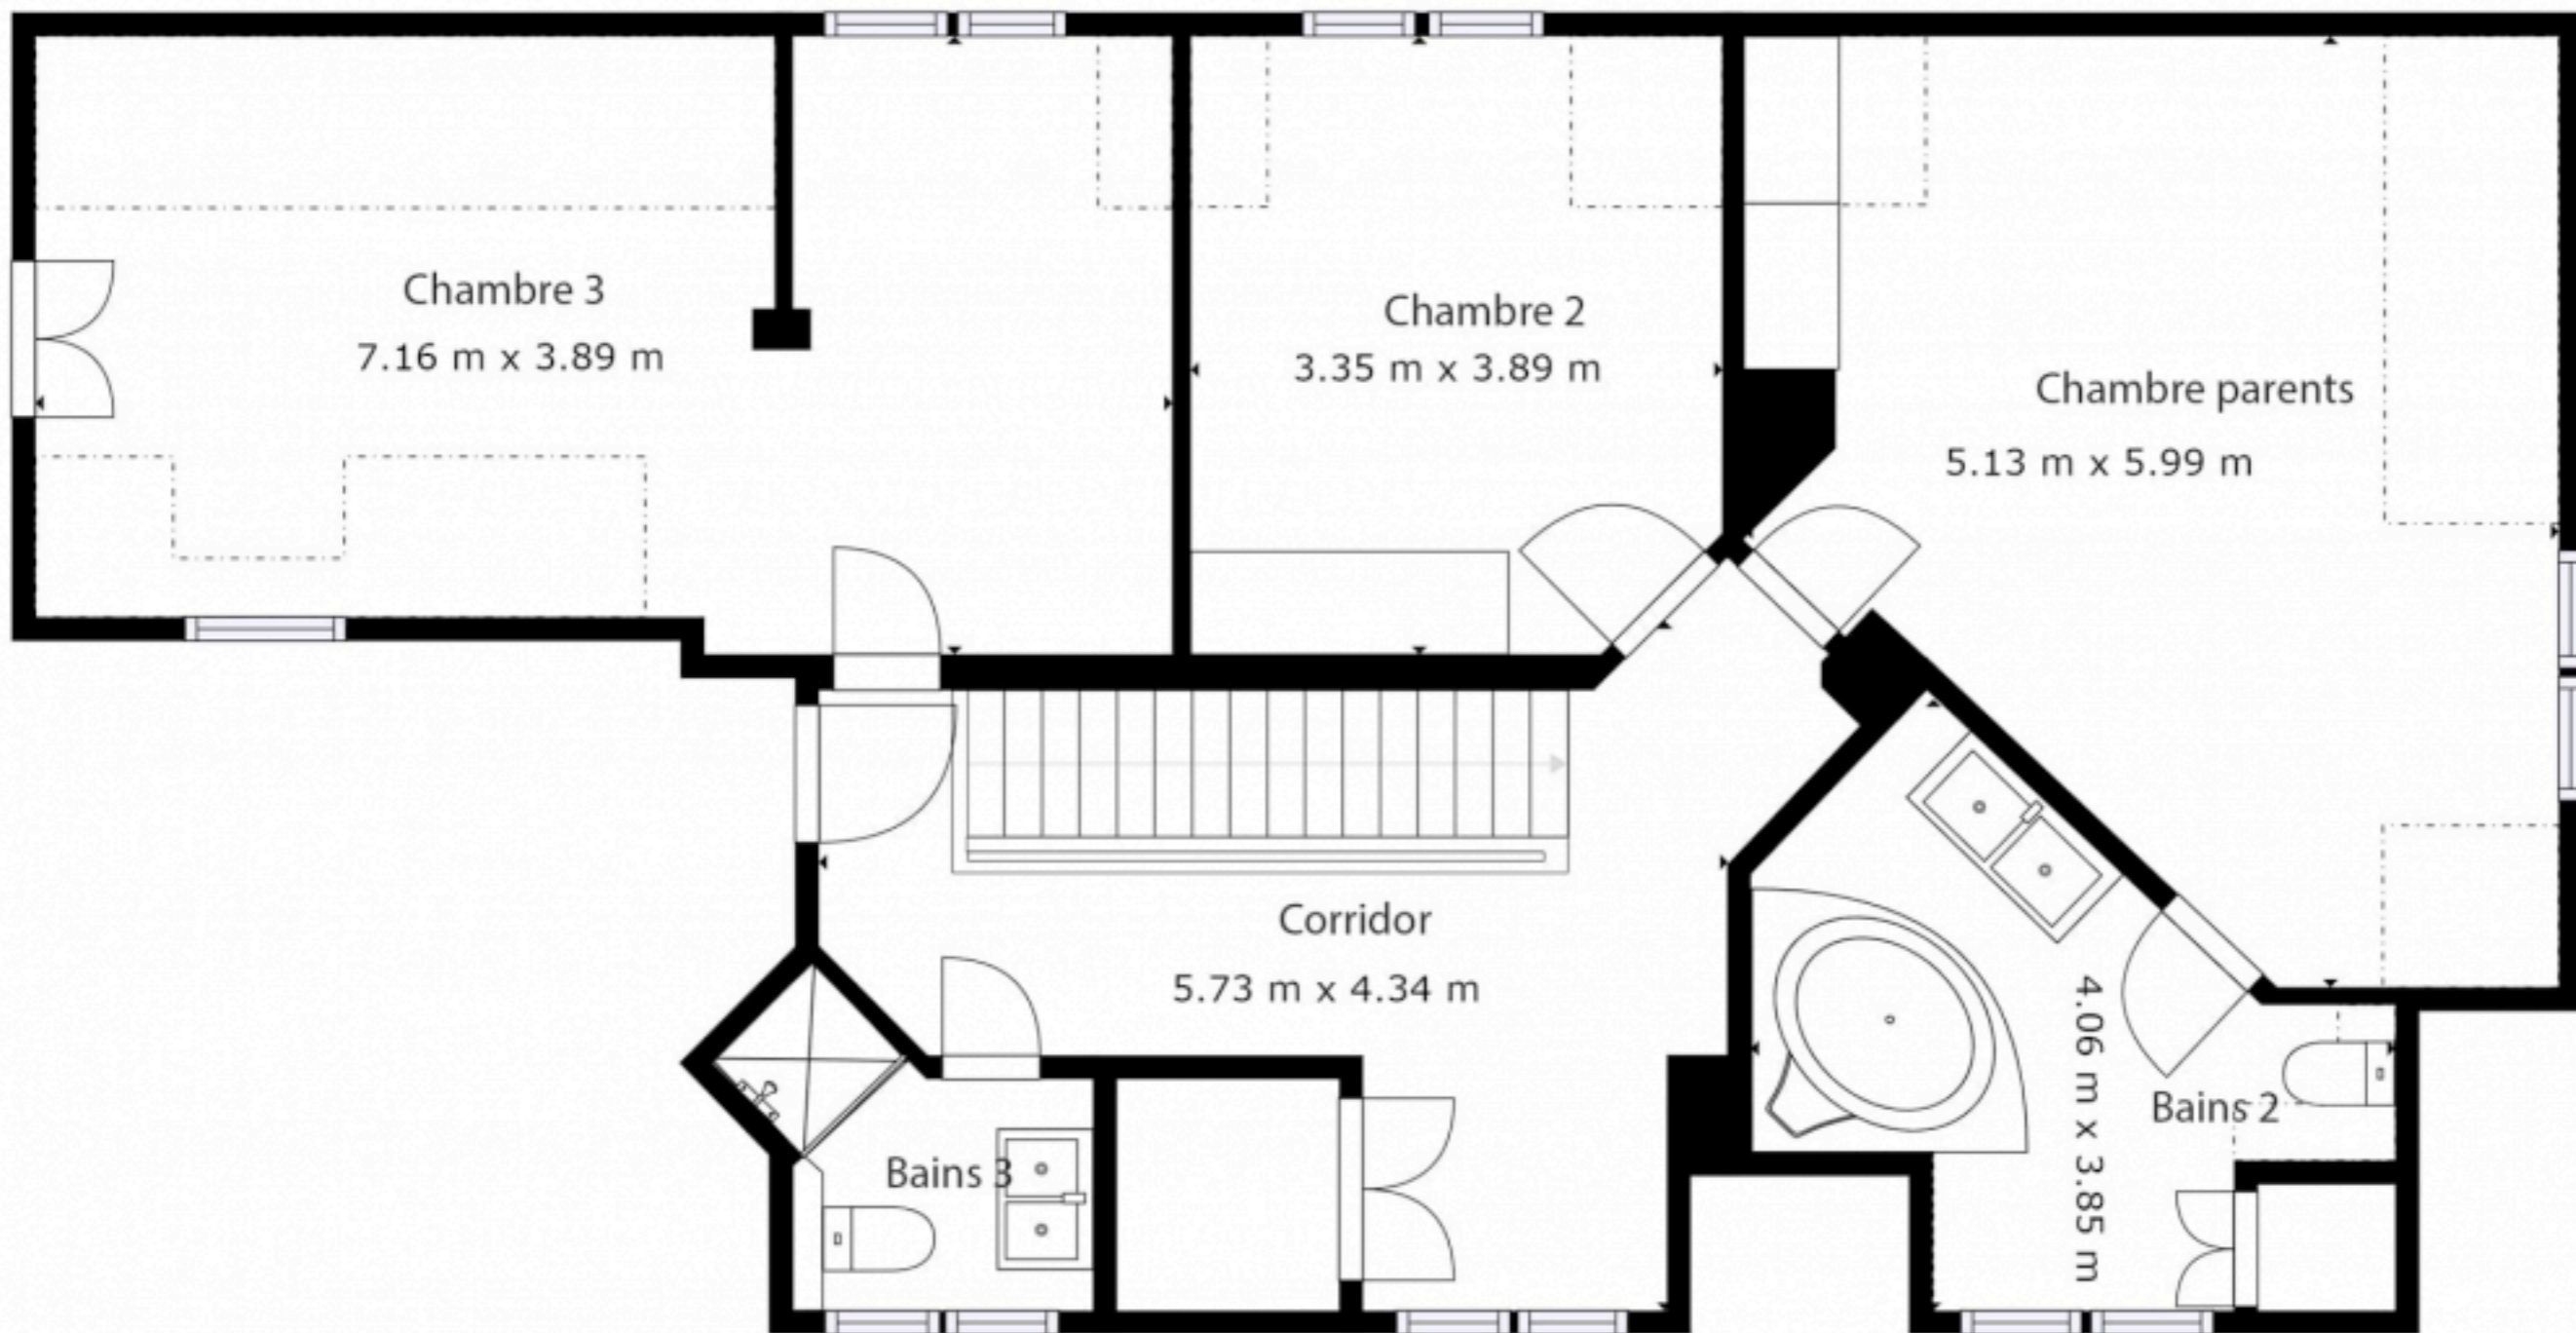 Chambre 3
7.16 m x 3.89 m
Chambre 2
3.35 m x 3.89 m
Chambre parents
5.13 m x 5.99 m
Corridor
5.73 m x 4.34 m
Bains 3
Bains 2
4.06 m x 3.85 m